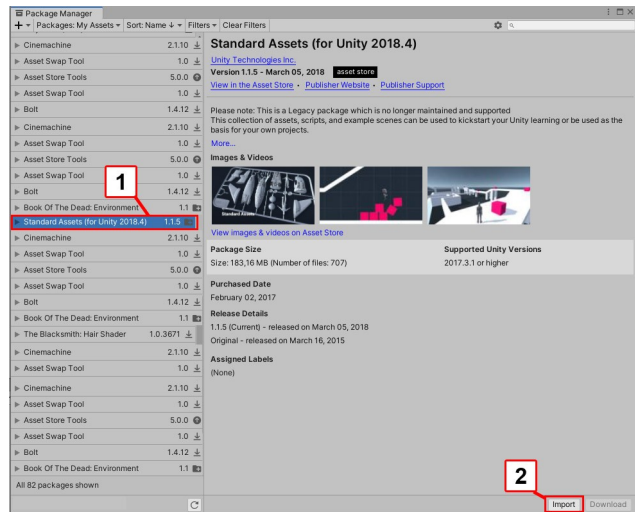 Package Manager
+ Packages: My Assets Sort: Name ↓ Filters Clear Filters
Cinemachine 2.1.10
Asset Swap Tool 1.0
Asset Store Tools 5.0.0
Asset Swap Tool 1.0
Bolt 1.4.12
Cinemachine 2.1.10
Asset Swap Tool 1.0
Asset Store Tools 5.0.0
Asset Swap Tool 1.0
Bolt 1.4.12
Book Of The Dead: Environment 1.1
Standard Assets (for Unity 2018.4) 1.1.5
Cinemachine 2.1.10
Asset Swap Tool 1.0
Asset Store Tools 5.0.0
Asset Swap Tool 1.0
Bolt 1.4.12
Book Of The Dead: Environment 1.1
The Blacksmith: Hair Shader 1.0.3671
Cinemachine 2.1.10
Asset Swap Tool 1.0
Cinemachine 2.1.10
Asset Swap Tool 1.0
Asset Store Tools 5.0.0
Asset Swap Tool 1.0
Bolt 1.4.12
Book Of The Dead: Environment 1.1
All 82 packages shown
1
Standard Assets (for Unity 2018.4)
Unity Technologies Inc.
Version 1.1.5 - March 05, 2018 asset store
View in the Asset Store • Publisher Website • Publisher Support
Please note: This is a Legacy package which is no longer maintained and supported
This collection of assets, scripts, and example scenes can be used to kickstart your Unity learning or be used as the
basis for your own projects.
More...
Images & Videos
Standard Assets
View images & videos on Asset Store
Package Size Supported Unity Versions
Size: 183,16 MB (Number of files: 707) 2017.3.1 or higher
Purchased Date
February 02, 2017
Release Details
1.1.5 (Current) - released on March 05, 2018
Original - released on March 16, 2015
Assigned Labels
(None)
2
Import Download